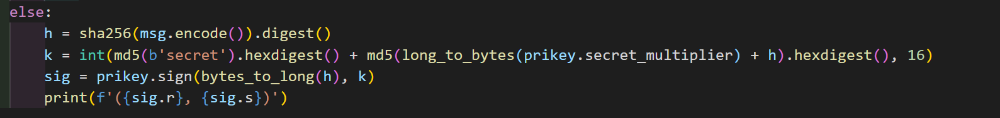 else:
    h = sha256(msg.encode()).digest()
    k = int(md5(b'secret').hexdigest() + md5(long_to_bytes(prikey.secret_multiplier) + h).hexdigest(), 16)
    sig = prikey.sign(bytes_to_long(h), k)
    print(f'({sig.r}, {sig.s})')